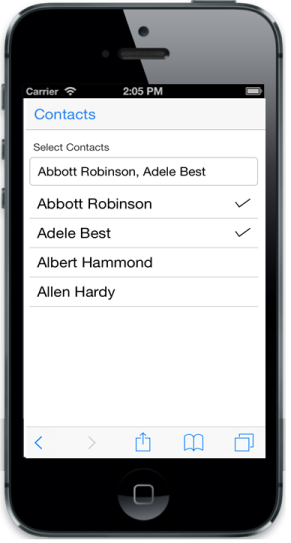 Carrier 2:05 PM
Contacts
Select Contacts
Abbott Robinson, Adele Best
Abbott Robinson
Adele Best
Albert Hammond
Allen Hardy